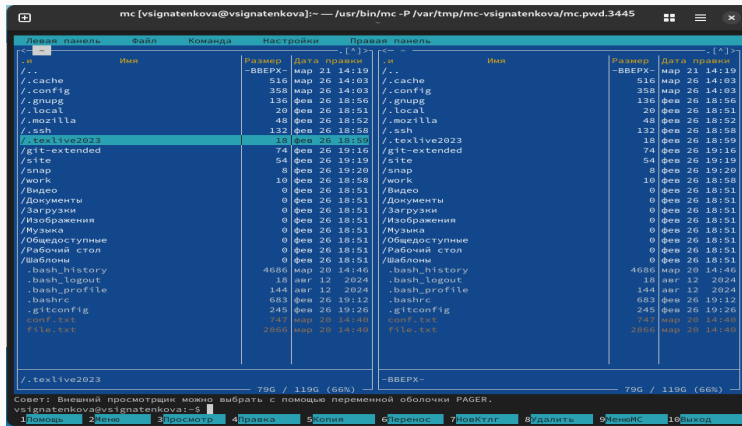 mc [vsignatenkova@vsignatenkova]:~ — /usr/bin/mc -P /var/tmp/mc-vsignatenkova/mc.pwd.3445
Левая панель Файл Команда Настройки Правая панель
<— ~ .[^]> <— ~ .[^]>
.и Имя Размер Дата правки .и Имя Размер Дата правки
/.. -ВВЕРХ- мар 21 14:19 /.. -ВВЕРХ- мар 21 14:19
/.cache 516 мар 26 14:03 /.cache 516 мар 26 14:03
/.config 358 мар 26 14:03 /.config 358 мар 26 14:03
/.gnupg 136 фев 26 18:56 /.gnupg 136 фев 26 18:56
/.local 20 фев 26 18:51 /.local 20 фев 26 18:51
/.mozilla 48 фев 26 18:52 /.mozilla 48 фев 26 18:52
/.ssh 132 фев 26 18:58 /.ssh 132 фев 26 18:58
/.texlive2023 18 фев 26 18:59 /.texlive2023 18 фев 26 18:59
/git-extended 74 фев 26 19:16 /git-extended 74 фев 26 19:16
/site 54 фев 26 19:19 /site 54 фев 26 19:19
/snap 8 фев 26 19:20 /snap 8 фев 26 19:20
/work 10 фев 26 18:58 /work 10 фев 26 18:58
/Видео 0 фев 26 18:51 /Видео 0 фев 26 18:51
/Документы 0 фев 26 18:51 /Документы 0 фев 26 18:51
/Загрузки 0 фев 26 18:51 /Загрузки 0 фев 26 18:51
/Изображения 0 фев 26 18:51 /Изображения 0 фев 26 18:51
/Музыка 0 фев 26 18:51 /Музыка 0 фев 26 18:51
/Общедоступные 0 фев 26 18:51 /Общедоступные 0 фев 26 18:51
/Рабочий стол 0 фев 26 18:51 /Рабочий стол 0 фев 26 18:51
/Шаблоны 0 фев 26 18:51 /Шаблоны 0 фев 26 18:51
.bash_history 4686 мар 20 14:46 .bash_history 4686 мар 20 14:46
.bash_logout 18 авг 12 2024 .bash_logout 18 авг 12 2024
.bash_profile 144 авг 12 2024 .bash_profile 144 авг 12 2024
.bashrc 683 фев 26 19:12 .bashrc 683 фев 26 19:12
.gitconfig 245 фев 26 19:26 .gitconfig 245 фев 26 19:26
conf.txt 747 мар 20 14:40 conf.txt 747 мар 20 14:40
file.txt 2866 мар 20 14:40 file.txt 2866 мар 20 14:40
/.texlive2023 -ВВЕРХ-
79G / 119G (66%) 79G / 119G (66%)
Совет: Внешний просмотрщик можно выбрать с помощью переменной оболочки PAGER.
vsignatenkova@vsignatenkova:~$
1Помощь 2Меню 3Просмотр 4Правка 5Копия 6Перенос 7НовКтлг 8Удалить 9МенюМС 10Выход